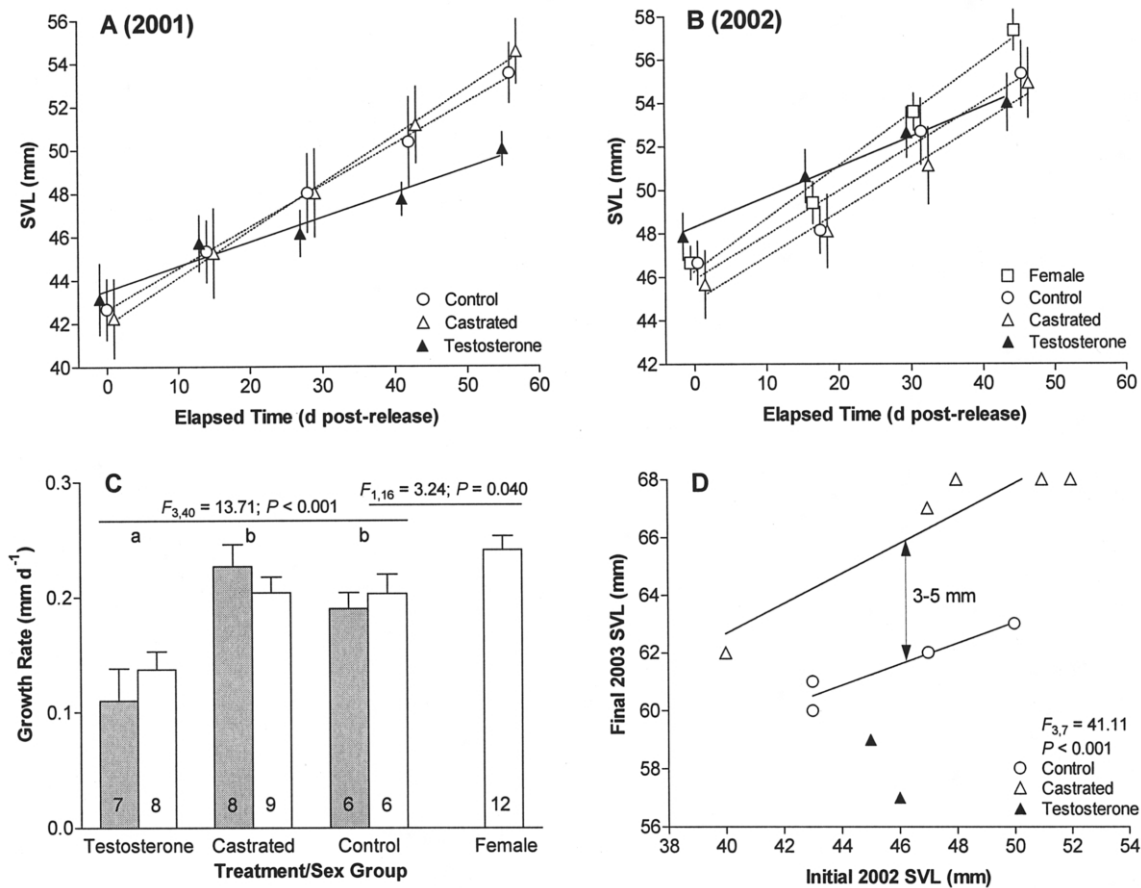 A (2001)
56
54
52
50
48
46
44
42
40
SVL (mm)
Control
Castrated
Testosterone
0 10 20 30 40 50 60
Elapsed Time (d post-release)
B (2002)
58
56
54
52
50
48
46
44
42
SVL (mm)
Female
Control
Castrated
Testosterone
0 10 20 30 40 50 60
Elapsed Time (d post-release)
C
0.3
0.2
0.1
0.0
Growth Rate (mm d⁻¹)
F3,40 = 13.71; P < 0.001
F1,16 = 3.24; P = 0.040
a b b
7 8 8 9 6 6 12
Testosterone Castrated Control Female
Treatment/Sex Group
D
68
66
64
62
60
58
56
Final 2003 SVL (mm)
3-5 mm
F3,7 = 41.11
P < 0.001
Control
Castrated
Testosterone
38 40 42 44 46 48 50 52 54
Initial 2002 SVL (mm)